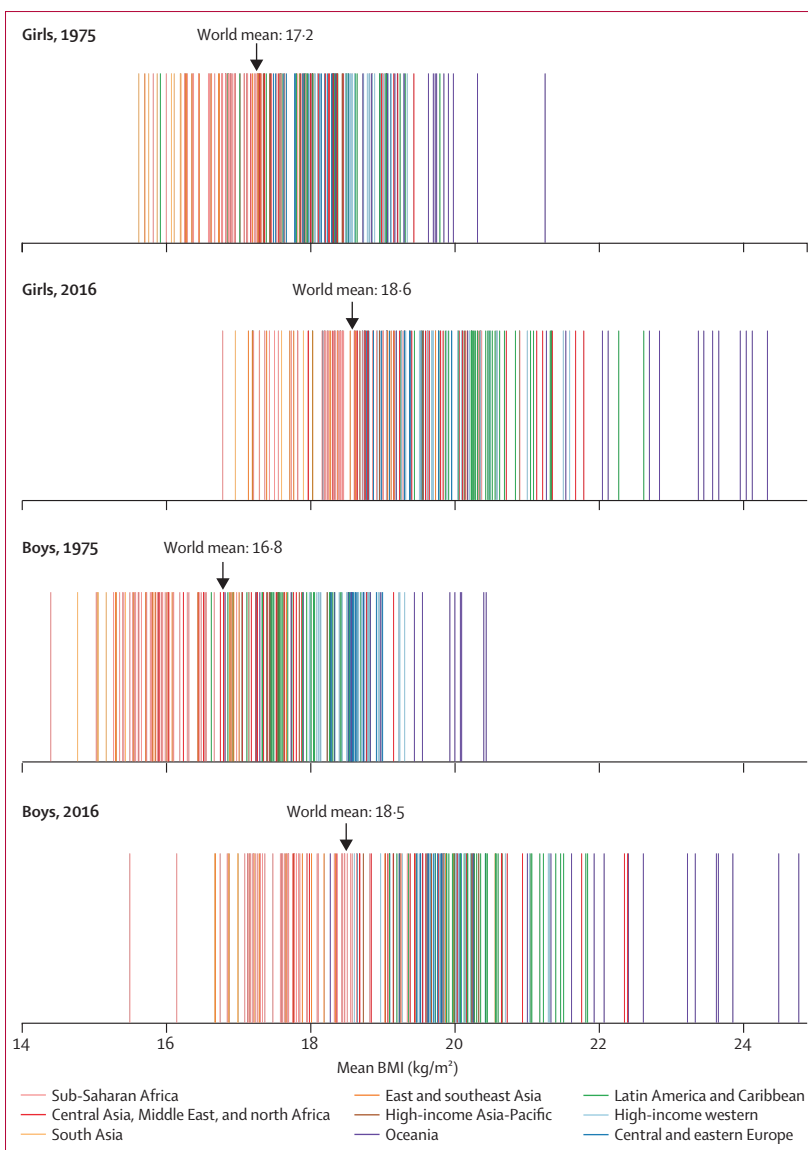 Girls, 1975
World mean: 17·2
Girls, 2016
World mean: 18·6
Boys, 1975
World mean: 16·8
Boys, 2016
World mean: 18·5
14 16 18 20 22 24
Mean BMI (kg/m²)
Sub-Saharan Africa
Central Asia, Middle East, and north Africa
South Asia
East and southeast Asia
High-income Asia-Pacific
Oceania
Latin America and Caribbean
High-income western
Central and eastern Europe